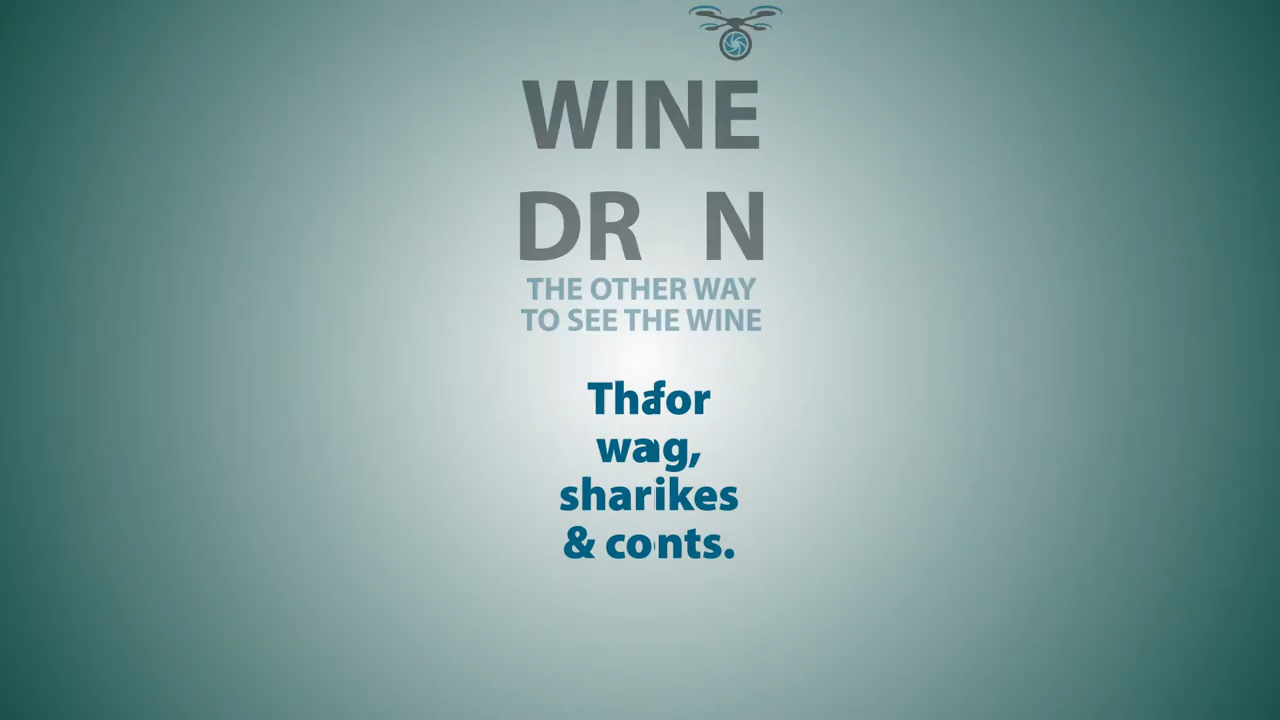 WINE
DR N
THE OTHER WAY
TO SEE THE WINE
Thafor
wag,
sharikes
& conts.